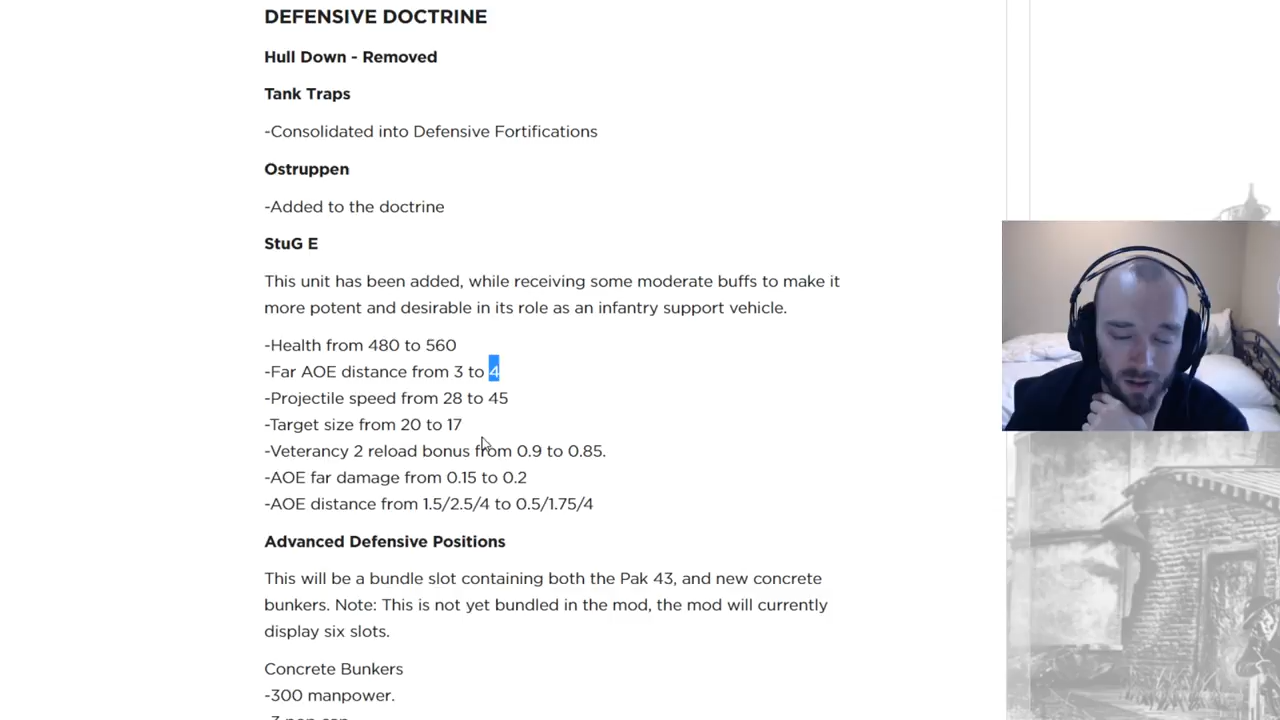 DEFENSIVE DOCTRINE
Hull Down - Removed
Tank Traps
-Consolidated into Defensive Fortifications
Ostruppen
-Added to the doctrine
StuG E
This unit has been added, while receiving some moderate buffs to make it
more potent and desirable in its role as an infantry support vehicle.
-Health from 480 to 560
-Far AOE distance from 3 to 4
-Projectile speed from 28 to 45
-Target size from 20 to 17
-Veterancy 2 reload bonus from 0.9 to 0.85.
-AOE far damage from 0.15 to 0.2
-AOE distance from 1.5/2.5/4 to 0.5/1.75/4
Advanced Defensive Positions
This will be a bundle slot containing both the Pak 43, and new concrete
bunkers. Note: This is not yet bundled in the mod, the mod will currently
display six slots.
Concrete Bunkers
-300 manpower.